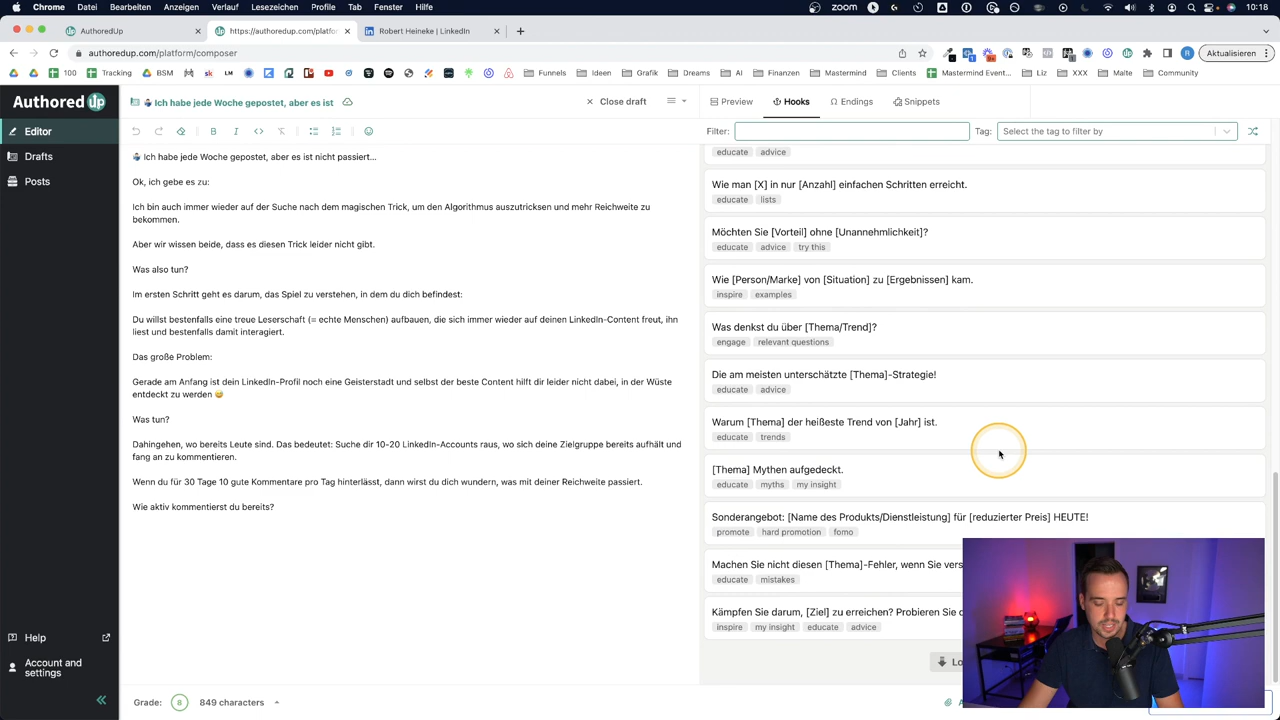 Chrome Datei Bearbeiten Anzeigen Verlauf Lesezeichen Profile Tab Fenster Hilfe
zoom 10:18
AuthoredUp
https://authoredup.com/platfo
Robert Heineke | LinkedIn
authoredup.com/platform/composer
R Aktualisieren
100 Tracking BSM LM Funnels Ideen Grafik Dreams AI Finanzen Mastermind Clients Mastermind Event... Liz XXX Malte Community
Authored Up
Ich habe jede Woche gepostet, aber es ist
Close draft
Preview Hooks Endings Snippets
Editor
Drafts
Posts
Filter:
Tag: Select the tag to filter by
Ich habe jede Woche gepostet, aber es ist nicht passiert...
Ok, ich gebe es zu:
Ich bin auch immer wieder auf der Suche nach dem magischen Trick, um den Algorithmus auszutricksen und mehr Reichweite zu
bekommen.
Aber wir wissen beide, dass es diesen Trick leider nicht gibt.
Was also tun?
Im ersten Schritt geht es darum, das Spiel zu verstehen, in dem du dich befindest:
Du willst bestenfalls eine treue Leserschaft (= echte Menschen) aufbauen, die sich immer wieder auf deinen LinkedIn-Content freut, ihn
liest und bestenfalls damit interagiert.
Das große Problem:
Gerade am Anfang ist dein LinkedIn-Profil noch eine Geisterstadt und selbst der beste Content hilft dir leider nicht dabei, in der Wüste
entdeckt zu werden 😅
Was tun?
Dahingehen, wo bereits Leute sind. Das bedeutet: Suche dir 10-20 LinkedIn-Accounts raus, wo sich deine Zielgruppe bereits aufhält und
fang an zu kommentieren.
Wenn du für 30 Tage 10 gute Kommentare pro Tag hinterlässt, dann wirst du dich wundern, was mit deiner Reichweite passiert.
Wie aktiv kommentierst du bereits?
educate advice
Wie man [X] in nur [Anzahl] einfachen Schritten erreicht.
educate lists
Möchten Sie [Vorteil] ohne [Unannehmlichkeit]?
educate advice try this
Wie [Person/Marke] von [Situation] zu [Ergebnissen] kam.
inspire examples
Was denkst du über [Thema/Trend]?
engage relevant questions
Die am meisten unterschätzte [Thema]-Strategie!
educate advice
Warum [Thema] der heißeste Trend von [Jahr] ist.
educate trends
[Thema] Mythen aufgedeckt.
educate myths my insight
Sonderangebot: [Name des Produkts/Dienstleistung] für [reduzierter Preis] HEUTE!
promote hard promotion fomo
Machen Sie nicht diesen [Thema]-Fehler, wenn Sie
educate mistakes
Kämpfen Sie darum, [Ziel] zu erreichen? Probieren Sie
inspire my insight educate advice
Help
Account and
settings
Grade: 8 849 characters